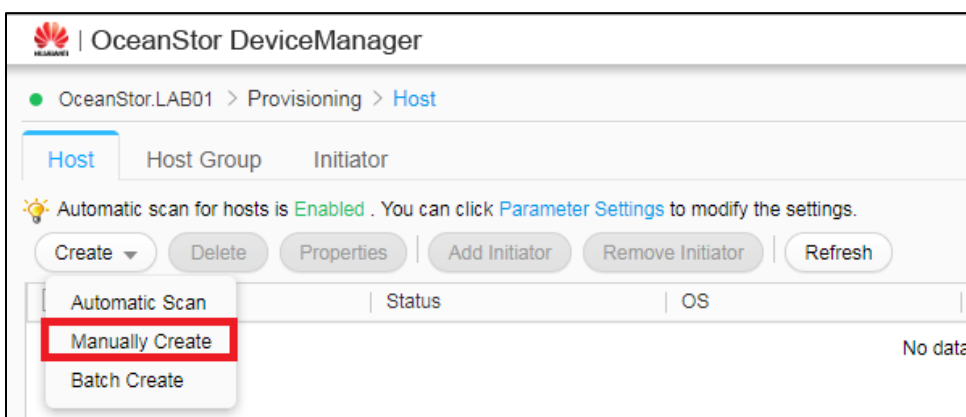 HUAWEI | OceanStor DeviceManager
OceanStor.LAB01 > Provisioning > Host
Host Host Group Initiator
Automatic scan for hosts is Enabled . You can click Parameter Settings to modify the settings.
Create Delete Properties Add Initiator Remove Initiator Refresh
Status OS
Automatic Scan
Manually Create
No data
Batch Create